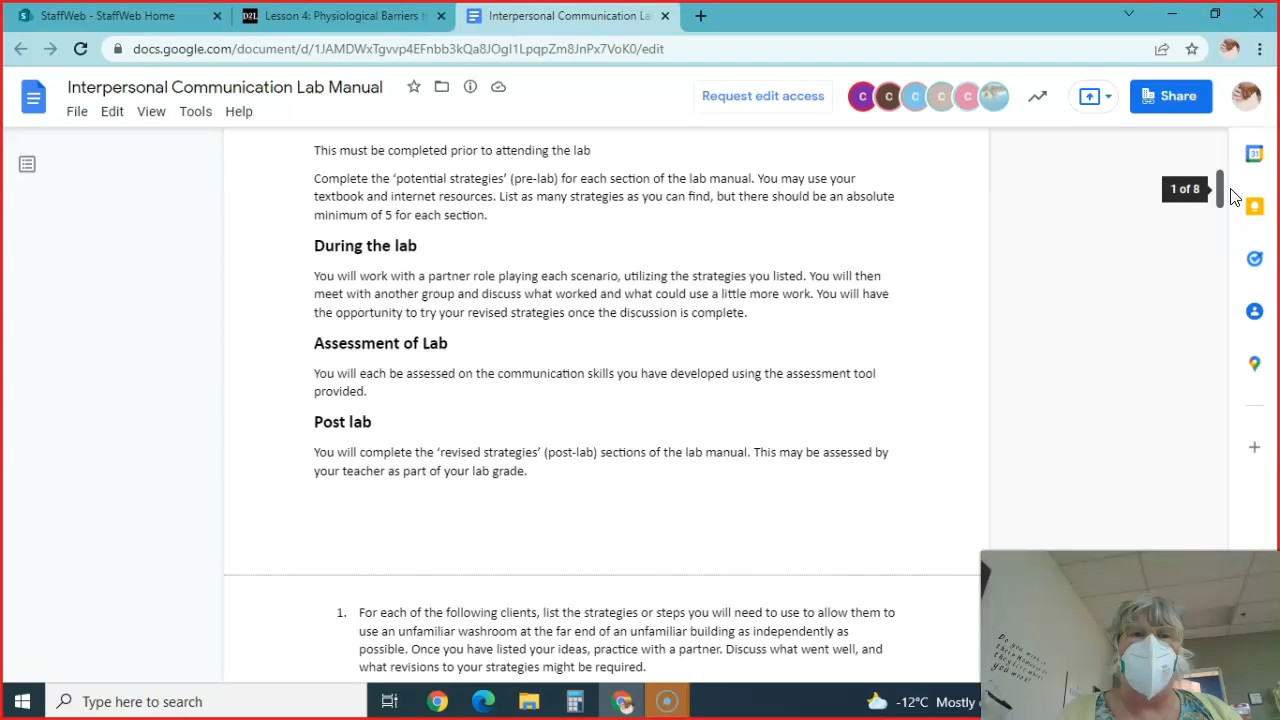 StaffWeb - StaffWeb Home
D2L Lesson 4: Physiological Barriers t
Interpersonal Communication La
docs.google.com/document/d/1JAMDWxTgvvp4EFnbb3kQa8JOgI1LpqpZm8JnPx7VoK0/edit
Interpersonal Communication Lab Manual
File Edit View Tools Help
Request edit access
C C C C C
Share
This must be completed prior to attending the lab
Complete the ‘potential strategies’ (pre-lab) for each section of the lab manual. You may use your
textbook and internet resources. List as many strategies as you can find, but there should be an absolute
minimum of 5 for each section.
1 of 8
During the lab
You will work with a partner role playing each scenario, utilizing the strategies you listed. You will then
meet with another group and discuss what worked and what could use a little more work. You will have
the opportunity to try your revised strategies once the discussion is complete.
Assessment of Lab
You will each be assessed on the communication skills you have developed using the assessment tool
provided.
Post lab
You will complete the ‘revised strategies’ (post-lab) sections of the lab manual. This may be assessed by
your teacher as part of your lab grade.
1. For each of the following clients, list the strategies or steps you will need to use to allow them to
use an unfamiliar washroom at the far end of an unfamiliar building as independently as
possible. Once you have listed your ideas, practice with a partner. Discuss what went well, and
what revisions to your strategies might be required.
Do you
they
Type here to search
-12°C Mostly c
31